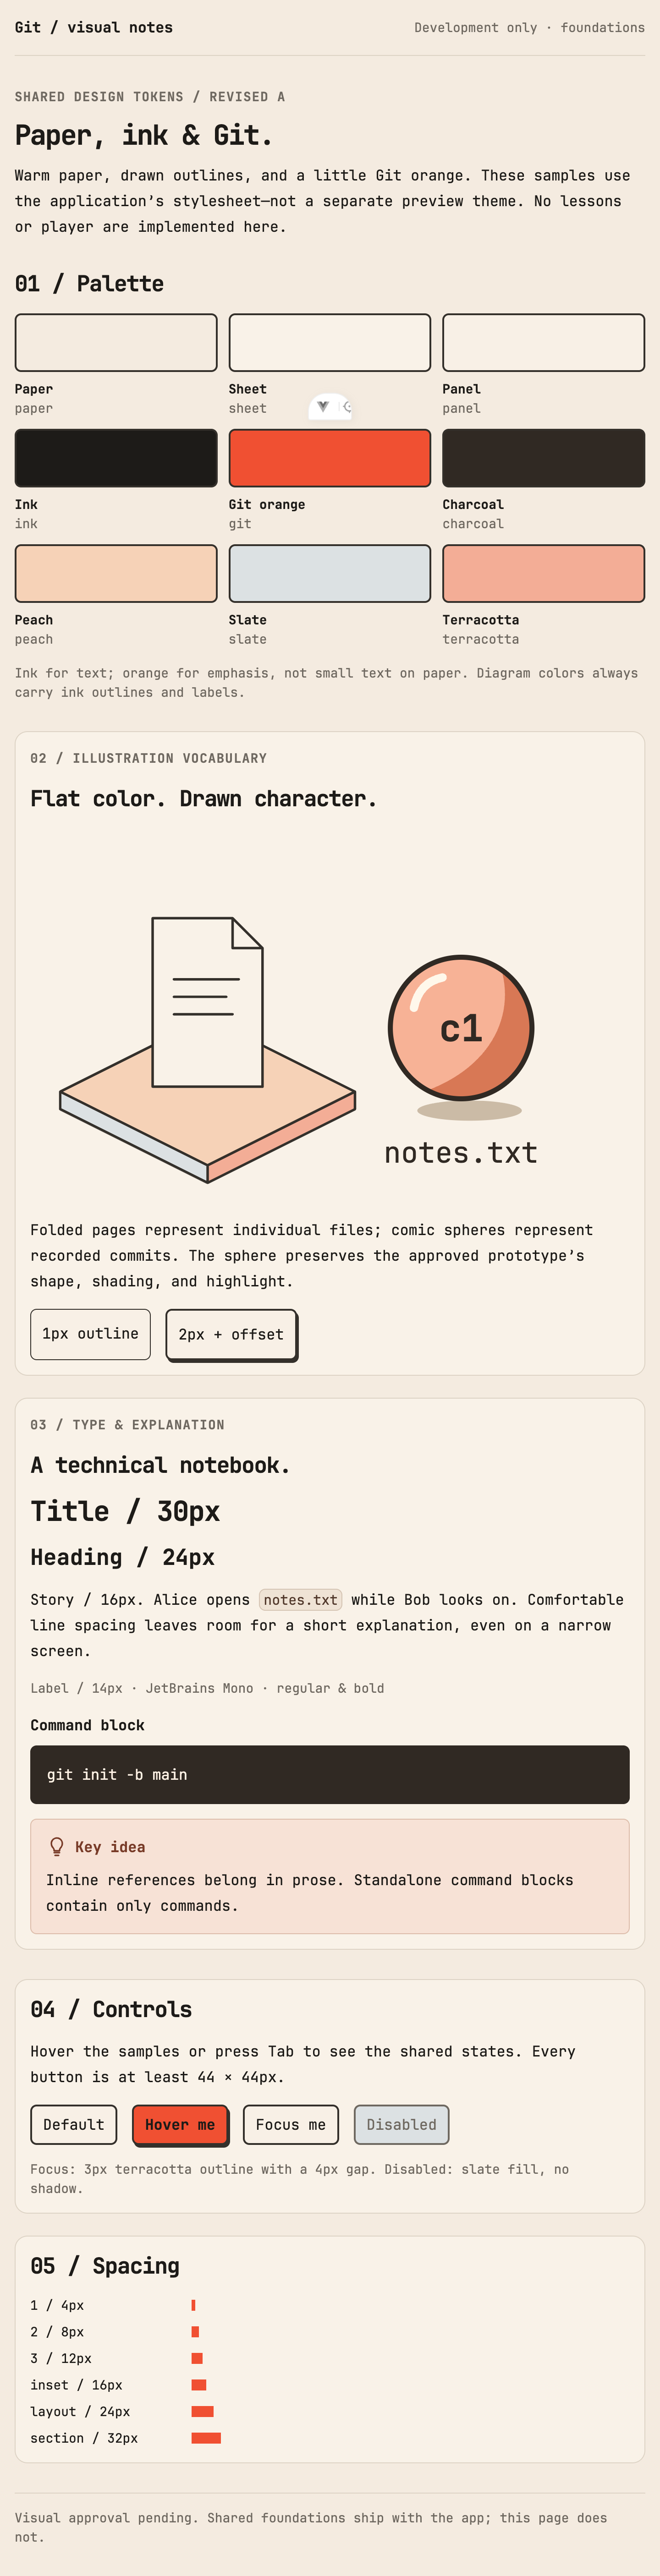 Git / visual notes
Development only · foundations
SHARED DESIGN TOKENS / REVISED A
Paper, ink & Git.
Warm paper, drawn outlines, and a little Git orange. These samples use
the application’s stylesheet—not a separate preview theme. No lessons
or player are implemented here.
01 / Palette
Paper
paper
Sheet
sheet
Panel
panel
Ink
ink
Git orange
git
Charcoal
charcoal
Peach
peach
Slate
slate
Terracotta
terracotta
Ink for text; orange for emphasis, not small text on paper. Diagram colors always
carry ink outlines and labels.
02 / ILLUSTRATION VOCABULARY
Flat color. Drawn character.
c1
notes.txt
Folded pages represent individual files; comic spheres represent
recorded commits. The sphere preserves the approved prototype’s
shape, shading, and highlight.
1px outline
2px + offset
03 / TYPE & EXPLANATION
A technical notebook.
Title / 30px
Heading / 24px
Story / 16px. Alice opens notes.txt while Bob looks on. Comfortable
line spacing leaves room for a short explanation, even on a narrow
screen.
Label / 14px · JetBrains Mono · regular & bold
Command block
git init -b main
Key idea
Inline references belong in prose. Standalone command blocks
contain only commands.
04 / Controls
Hover the samples or press Tab to see the shared states. Every
button is at least 44 × 44px.
Default
Hover me
Focus me
Disabled
Focus: 3px terracotta outline with a 4px gap. Disabled: slate fill, no
shadow.
05 / Spacing
1 / 4px
2 / 8px
3 / 12px
inset / 16px
layout / 24px
section / 32px
Visual approval pending. Shared foundations ship with the app; this page does
not.